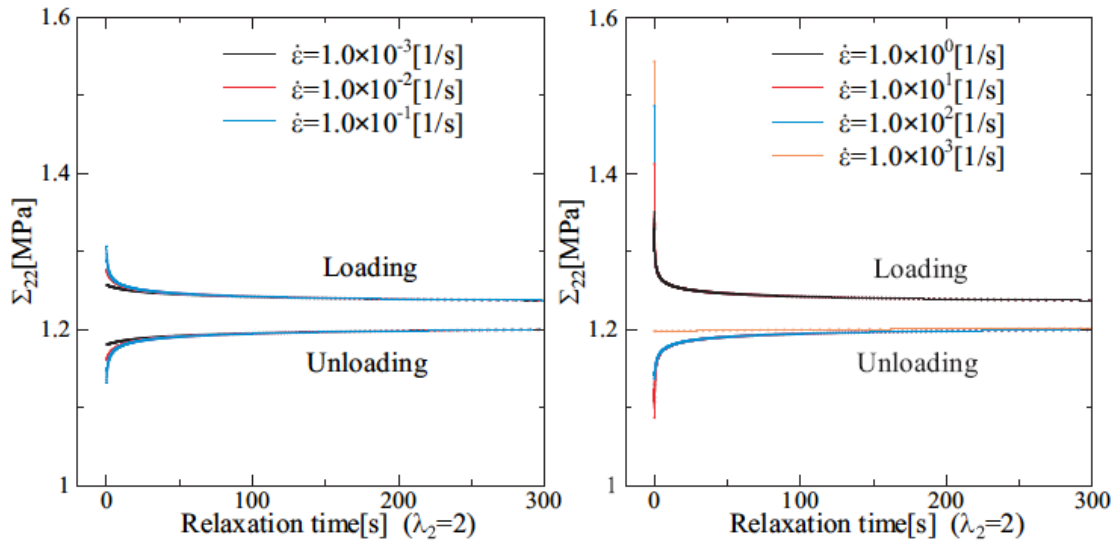 1.6
1.4
1.2
1
Σ₂₂[MPa]
ε̇=1.0×10⁻³[1/s]
ε̇=1.0×10⁻²[1/s]
ε̇=1.0×10⁻¹[1/s]
Loading
Unloading
0 100 200 300
Relaxation time[s] (λ₂=2)
1.6
1.4
1.2
1
Σ₂₂[MPa]
ε̇=1.0×10⁰[1/s]
ε̇=1.0×10¹[1/s]
ε̇=1.0×10²[1/s]
ε̇=1.0×10³[1/s]
Loading
Unloading
0 100 200 300
Relaxation time[s] (λ₂=2)